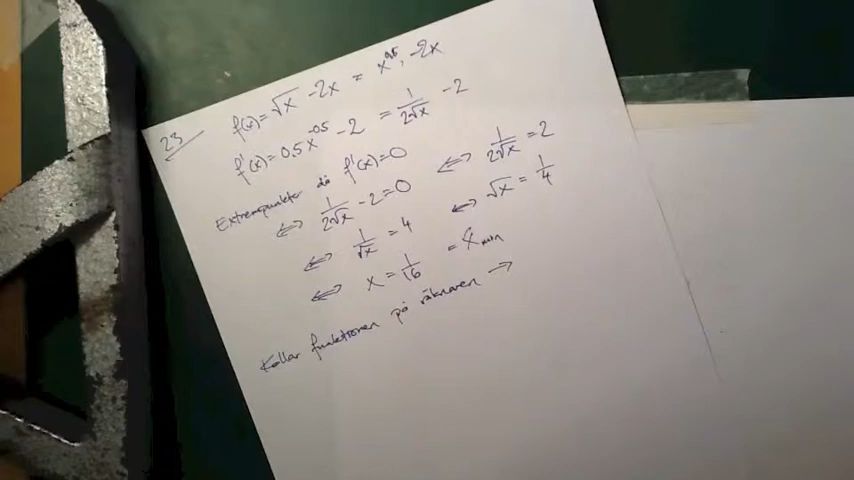 23
f(x) = √x - 2x = x^0.5 - 2x
f'(x) = 0,5x^-0.5 - 2 = 1/(2√x) - 2
Extrempunkter då f'(x) = 0
⇔ 1/(2√x) - 2 = 0 ⇔ 1/(2√x) = 2
⇔ 1/√x = 4 ⇔ √x = 1/4
⇔ x = 1/16 = x min
Kollar funktionen på räknaren →